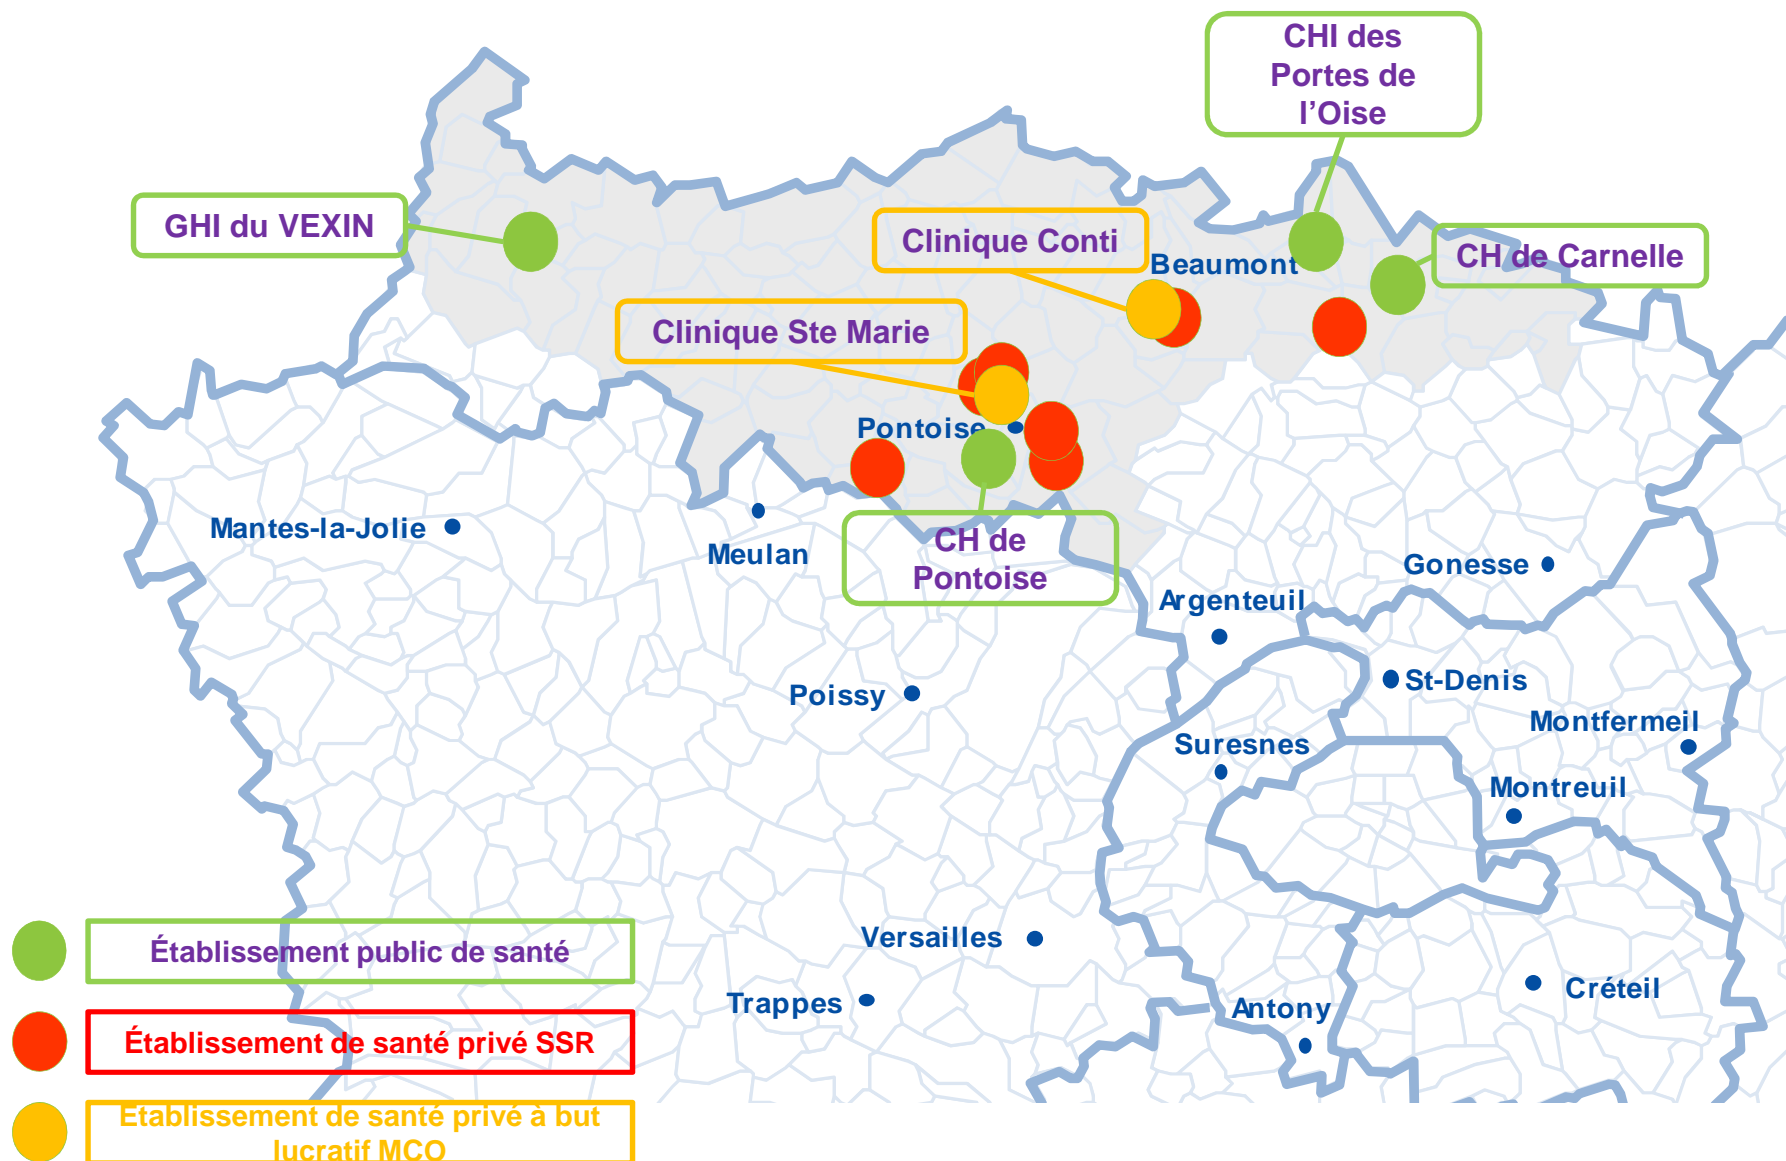 CHI des
Portes de
l’Oise
GHI du VEXIN
Clinique Conti
Beaumont
CH de Carnelle
Clinique Ste Marie
Pontoise
Mantes-la-Jolie
Meulan
CH de
Pontoise
Gonesse
Argenteuil
Poissy
St-Denis
Montfermeil
Suresnes
Montreuil
Versailles
Établissement public de santé
Trappes
Créteil
Antony
Établissement de santé privé SSR
Etablissement de santé privé à but
lucratif MCO